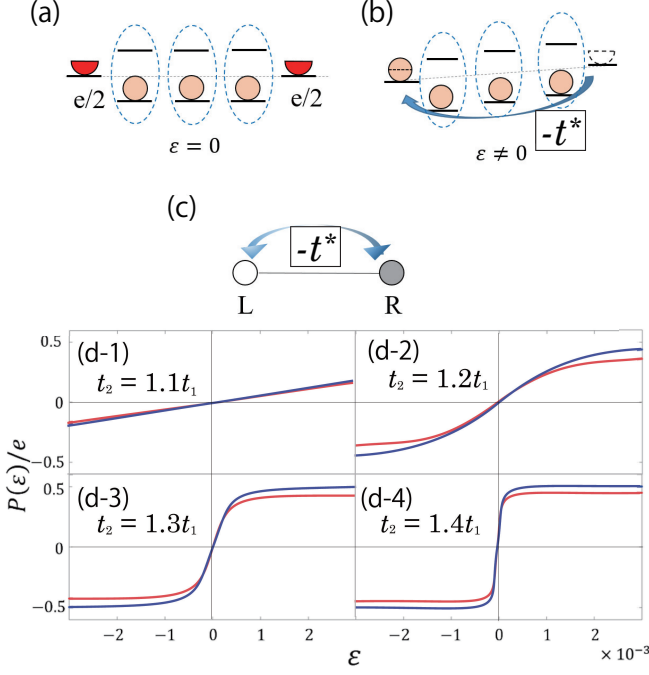 (a)
(b)
e/2
e/2
ε = 0
ε ≠ 0
-t*
(c)
-t*
L
R
P(ε)/e
0.5
0
−0.5
(d-1)
t₂ = 1.1t₁
(d-2)
t₂ = 1.2t₁
0.5
0
−0.5
(d-3)
t₂ = 1.3t₁
(d-4)
t₂ = 1.4t₁
−2
−1
0
1
2
−2
−1
0
1
2
ε
× 10⁻³